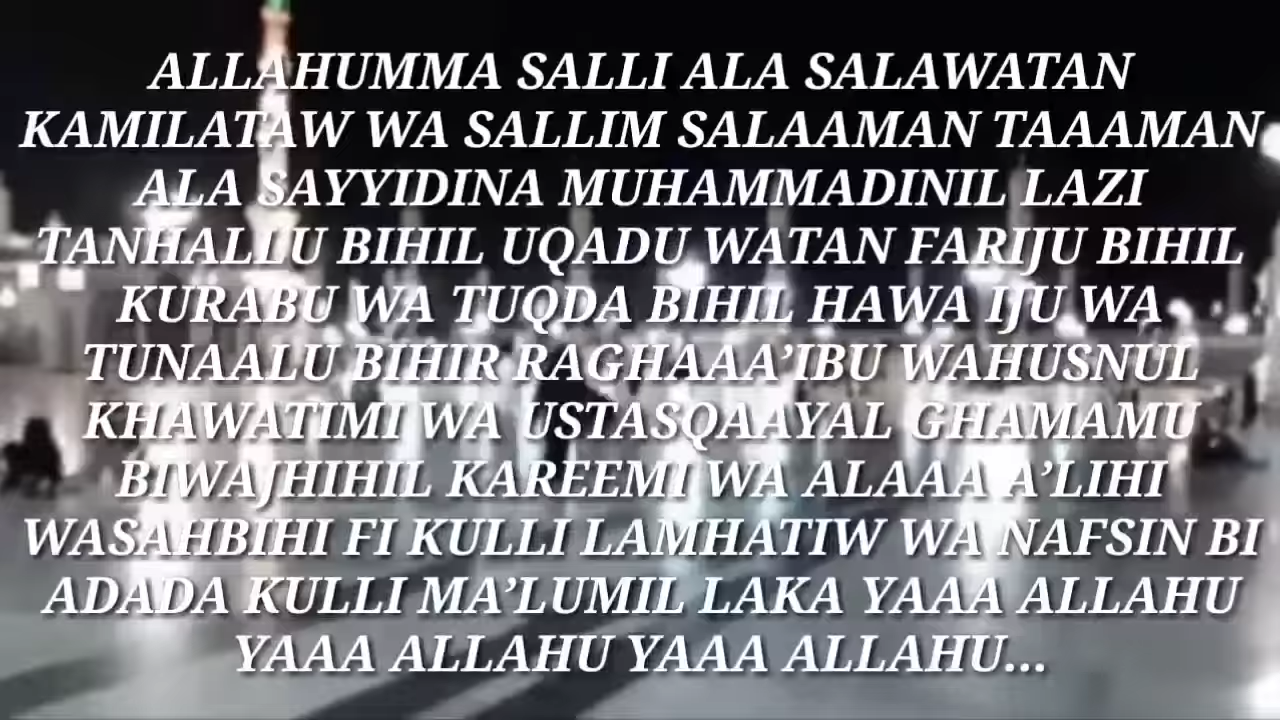 ALLAHUMMA SALLI ALA SALAWATAN
KAMILATAW WA SALLIM SALAAMAN TAAAMAN
ALA SAYYIDINA MUHAMMADINIL LAZI
TANHALLU BIHIL UQADU WATAN FARIJU BIHIL
KURABU WA TUQDA BIHIL HAWA IJU WA
TUNAALU BIHIR RAGHAAA’IBU WAHUSNUL
KHAWATIMI WA USTASQAAYAL GHAMAMU
BIWAJHIHIL KAREEMI WA ALAAA A’LIHI
WASAHBIHI FI KULLI LAMHATIW WA NAFSIN BI
ADADA KULLI MA’LUMIL LAKA YAAA ALLAHU
YAAA ALLAHU YAAA ALLAHU...